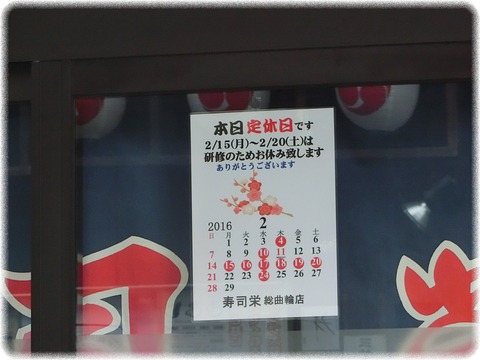 本日定休日です
2/15(月)~2/20(土)は
研修のためお休み致します
ありがとうございます
2016 2
日 月 火 水 木 金 土
1 2 3 4 5 6
7 8 9 10 11 12 13
14 15 16 17 18 19 20
21 22 23 24 25 26 27
28 29
寿司栄 総曲輪店